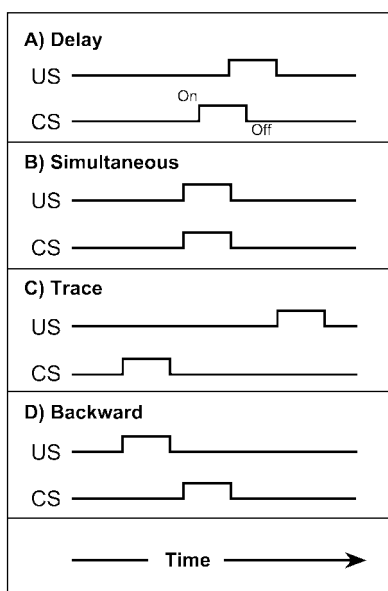 A) Delay
US
On
CS
Off
B) Simultaneous
US
CS
C) Trace
US
CS
D) Backward
US
CS
Time